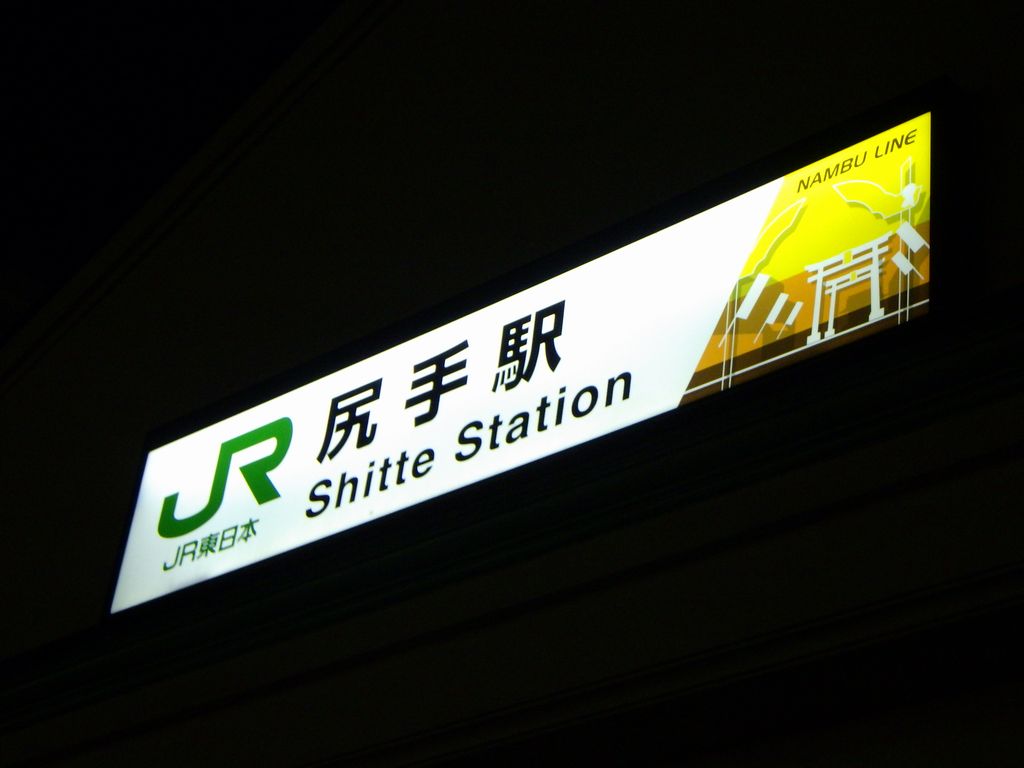 JR
JR東日本
尻手駅
Shitte Station
NAMBU LINE